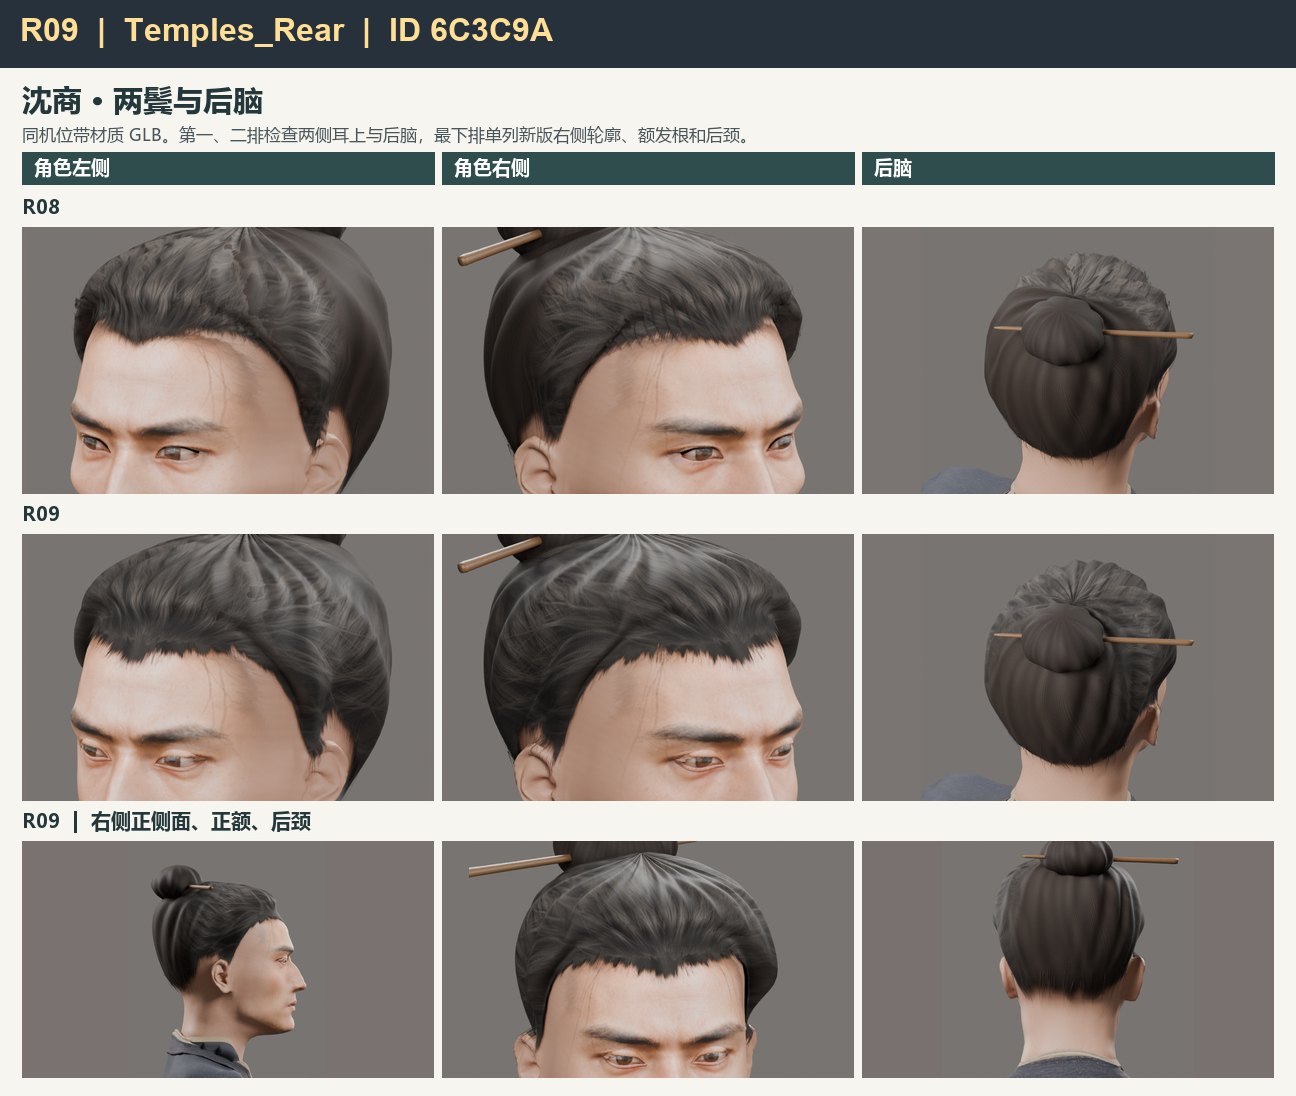 R09 | Temples_Rear | ID 6C3C9A
沈商 • 两鬓与后脑
同机位带材质 GLB。第一、二排检查两侧耳上与后脑，最下排单列新版右侧轮廓、额发根和后颈。
角色左侧
角色右侧
后脑
R08
R09
R09 | 右侧正侧面、正额、后颈